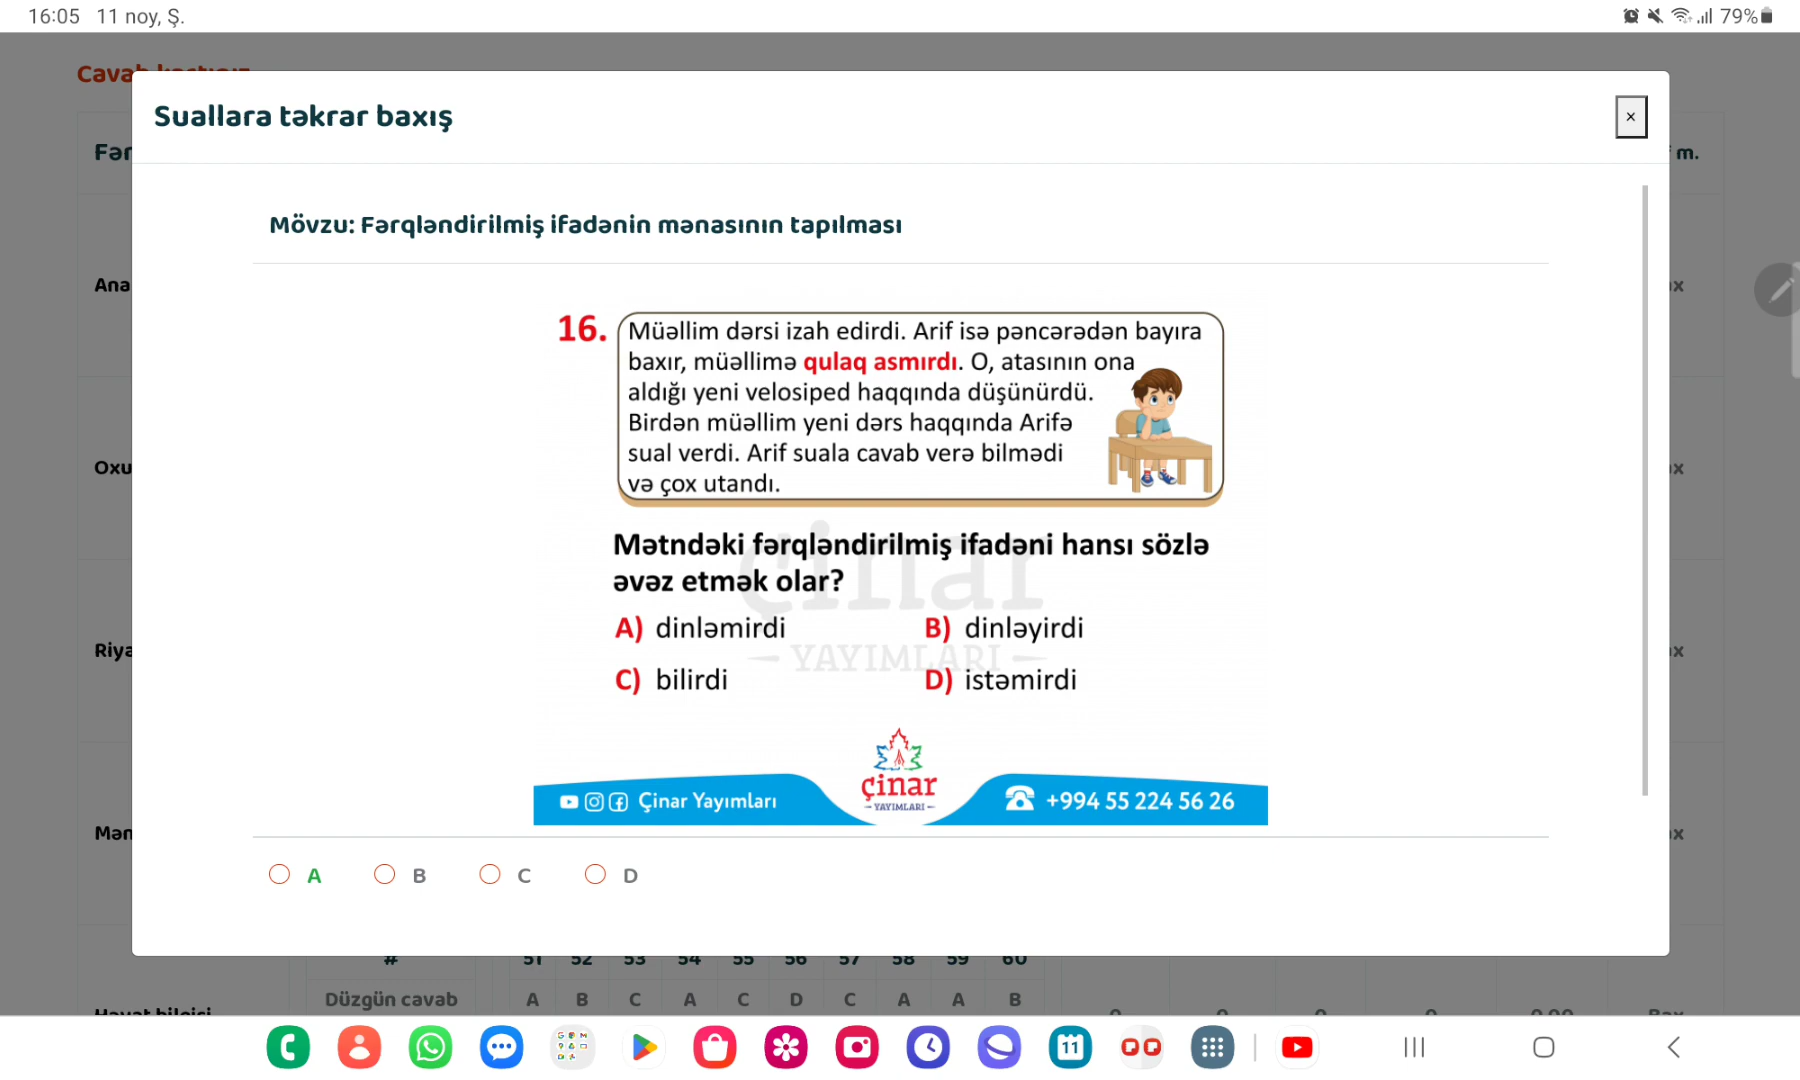 16:05 11 noy, Ş.
79%
Suallara təkrar baxış
×
m.
Mövzu: Fərqləndirilmiş ifadənin mənasının tapılması
16. Müəllim dərsi izah edirdi. Arif isə pəncərədən bayıra
baxır, müəllimə qulaq asmırdı. O, atasının ona
aldığı yeni velosiped haqqında düşünürdü.
Birdən müəllim yeni dərs haqqında Arifə
sual verdi. Arif suala cavab verə bilmədi
və çox utandı.
Mətndəki fərqləndirilmiş ifadəni hansı sözlə
əvəz etmək olar?
A) dinləmirdi B) dinləyirdi
C) bilirdi D) istəmirdi
çinar
YAYIMLARI
Çinar Yayımları
çinar
YAYIMLARI
+994 55 224 56 26
A B C D
# 51 52 53 54 55 56 57 58 59 60
Düzgün cavab A B C A C D C A A B
11